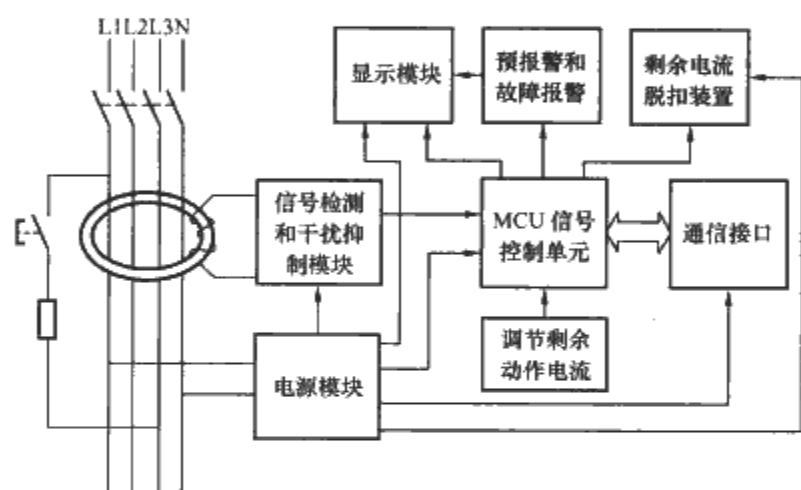 L1L2L3N
显示模块
预报警和
故障报警
剩余电流
脱扣装置
信号检测
和干扰抑
制模块
MCU 信号
控制单元
通信接口
调节剩余
动作电流
电源模块